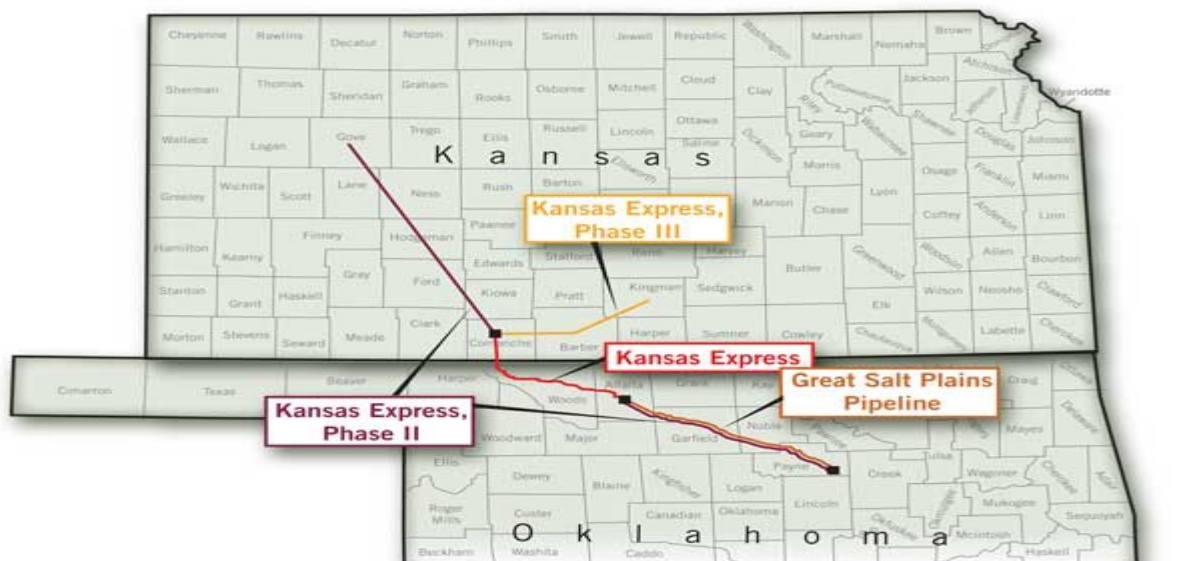 Cheyenne Rawlins Decatur Norton Phillips Smith Jewell Republic Washington Marshall Nemaha Brown
Sherman Thomas Sheridan Graham Rooks Osborne Mitchell Cloud Clay Riley Pottawatomie Jackson Atchison Wyandotte
Wallace Logan Gove Trego Ellis Russell Lincoln Ottawa Saline Dickinson Geary Wabaunsee Shawnee Douglas Johnson
Kansas
Greeley Wichita Scott Lane Ness Rush Barton Ellsworth Marion Morris Chase Lyon Osage Franklin Miami
Kansas Express,
Phase III
Hamilton Kearny Finney Hodgeman Pawnee Edwards Stafford Reno Harvey Butler Greenwood Coffey Woodson Anderson Allen Linn Bourbon
Stanton Grant Haskell Gray Ford Kiowa Pratt Kingman Sedgwick Elk Wilson Neosho Crawford
Morton Stevens Seward Meade Clark Comanche Barber Harper Sumner Cowley Chautauqua Labette Cherokee
Kansas Express
Cimarron Texas Beaver Harper Woods Alfalfa Grant Kay Craig
Great Salt Plains
Pipeline
Kansas Express,
Phase II
Woodward Major Garfield Noble Pawnee Mayes Delaware
Ellis Dewey Blaine Kingfisher Logan Payne Creek Tulsa Wagoner Cherokee Adair
Roger
Mills
Custer Canadian Oklahoma Lincoln Okfuskee Okmulgee Muskogee Sequoyah
Oklahoma
Beckham Washita Caddo McIntosh Haskell